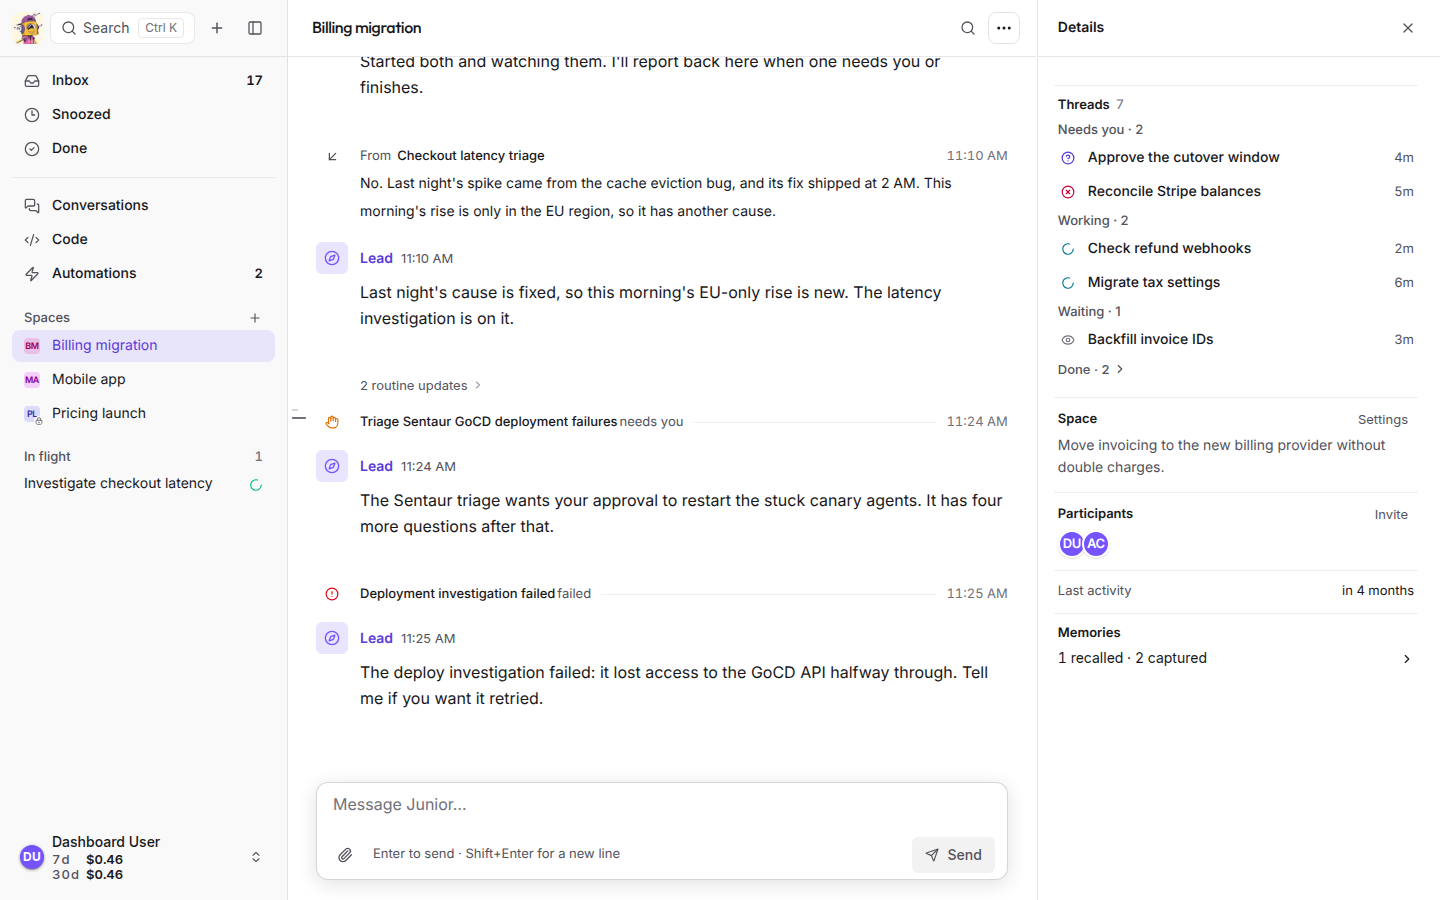 Search Ctrl K
Inbox 17
Snoozed
Done
Conversations
Code
Automations 2
Spaces
BM Billing migration
MA Mobile app
PL Pricing launch
In flight 1
Investigate checkout latency
DU Dashboard User
7d $0.46
30d $0.46
Billing migration
Started both and watching them. I'll report back here when one needs you or
finishes.
From Checkout latency triage 11:10 AM
No. Last night's spike came from the cache eviction bug, and its fix shipped at 2 AM. This
morning's rise is only in the EU region, so it has another cause.
Lead 11:10 AM
Last night's cause is fixed, so this morning's EU-only rise is new. The latency
investigation is on it.
2 routine updates
Triage Sentaur GoCD deployment failures needs you 11:24 AM
Lead 11:24 AM
The Sentaur triage wants your approval to restart the stuck canary agents. It has four
more questions after that.
Deployment investigation failed failed 11:25 AM
Lead 11:25 AM
The deploy investigation failed: it lost access to the GoCD API halfway through. Tell
me if you want it retried.
Message Junior...
Enter to send · Shift+Enter for a new line
Send
Details
Threads 7
Needs you · 2
Approve the cutover window 4m
Reconcile Stripe balances 5m
Working · 2
Check refund webhooks 2m
Migrate tax settings 6m
Waiting · 1
Backfill invoice IDs 3m
Done · 2
Space Settings
Move invoicing to the new billing provider without
double charges.
Participants Invite
DU AC
Last activity in 4 months
Memories
1 recalled · 2 captured